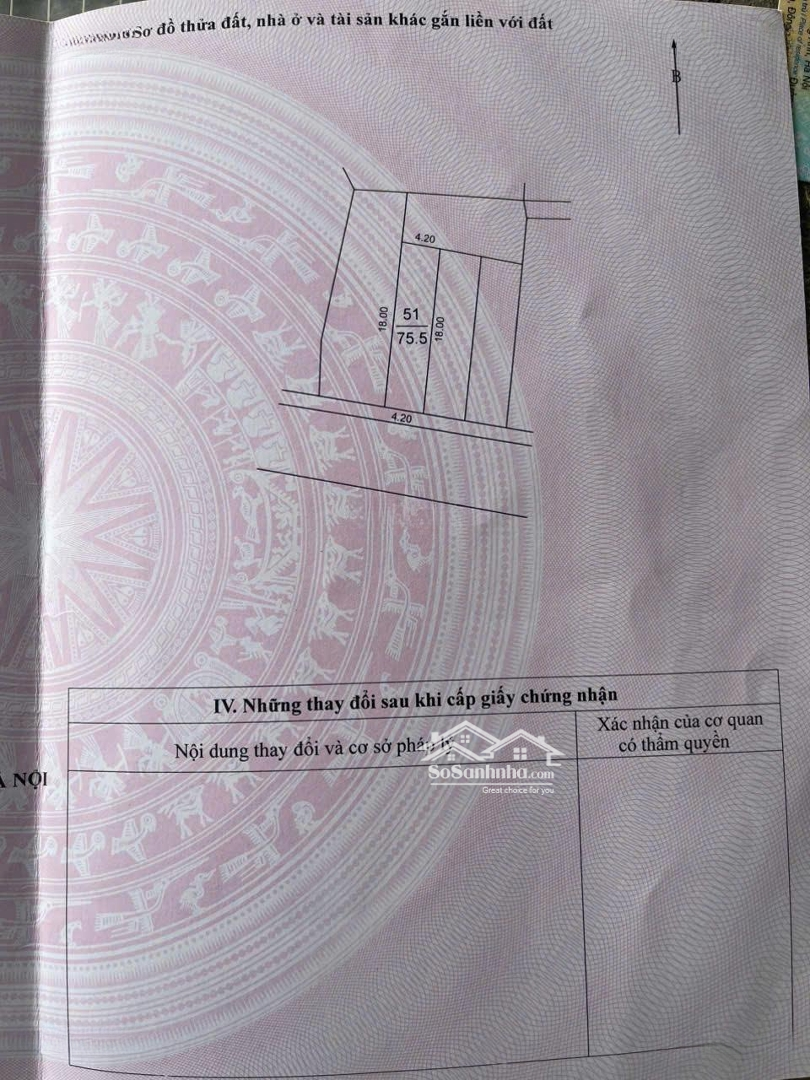 Sơ đồ thửa đất, nhà ở và tài sản khác gắn liền với đất
B
4.20
18.00
51
75.5
18.00
4.20
IV. Những thay đổi sau khi cấp giấy chứng nhận
Nội dung thay đổi và cơ sở pháp lý
Xác nhận của cơ quan
có thẩm quyền
NỘI
SoSanhnha.com
Great choice for you